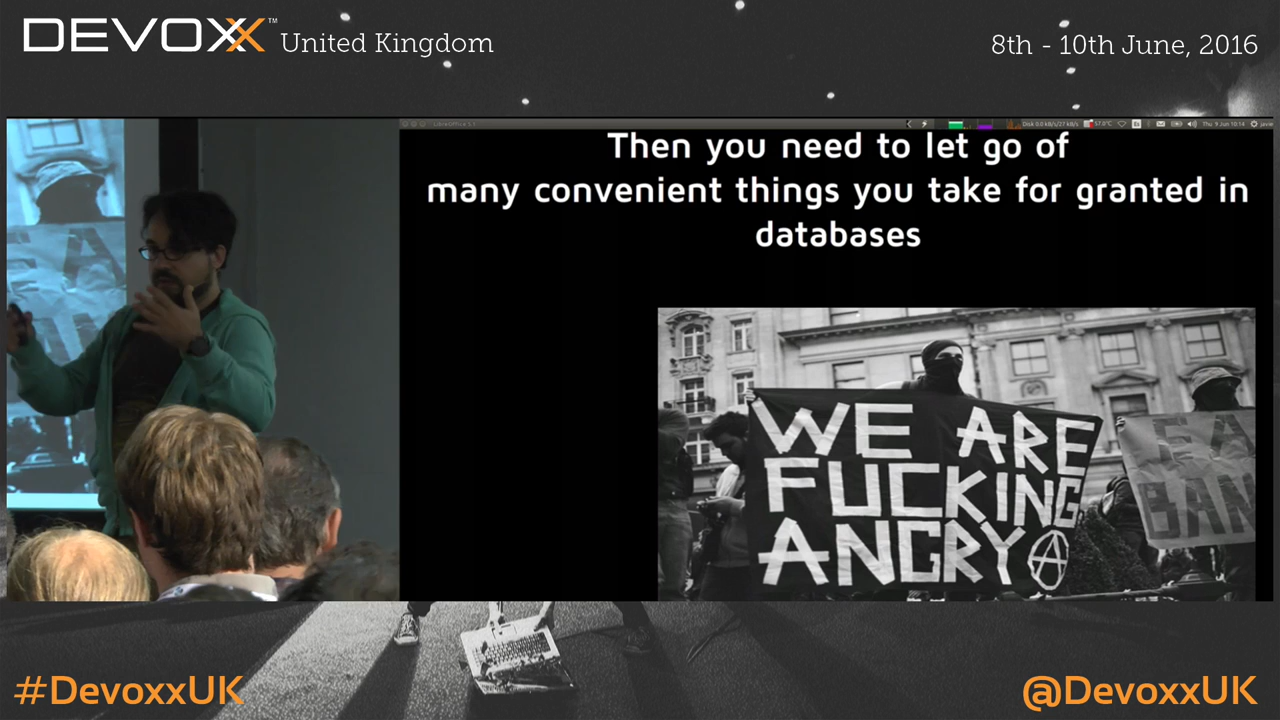 DEVOXX™ United Kingdom
8th - 10th June, 2016
Then you need to let go of
many convenient things you take for granted in
databases
WE ARE
FUCKING
ANGRY
#DevoxxUK
@DevoxxUK